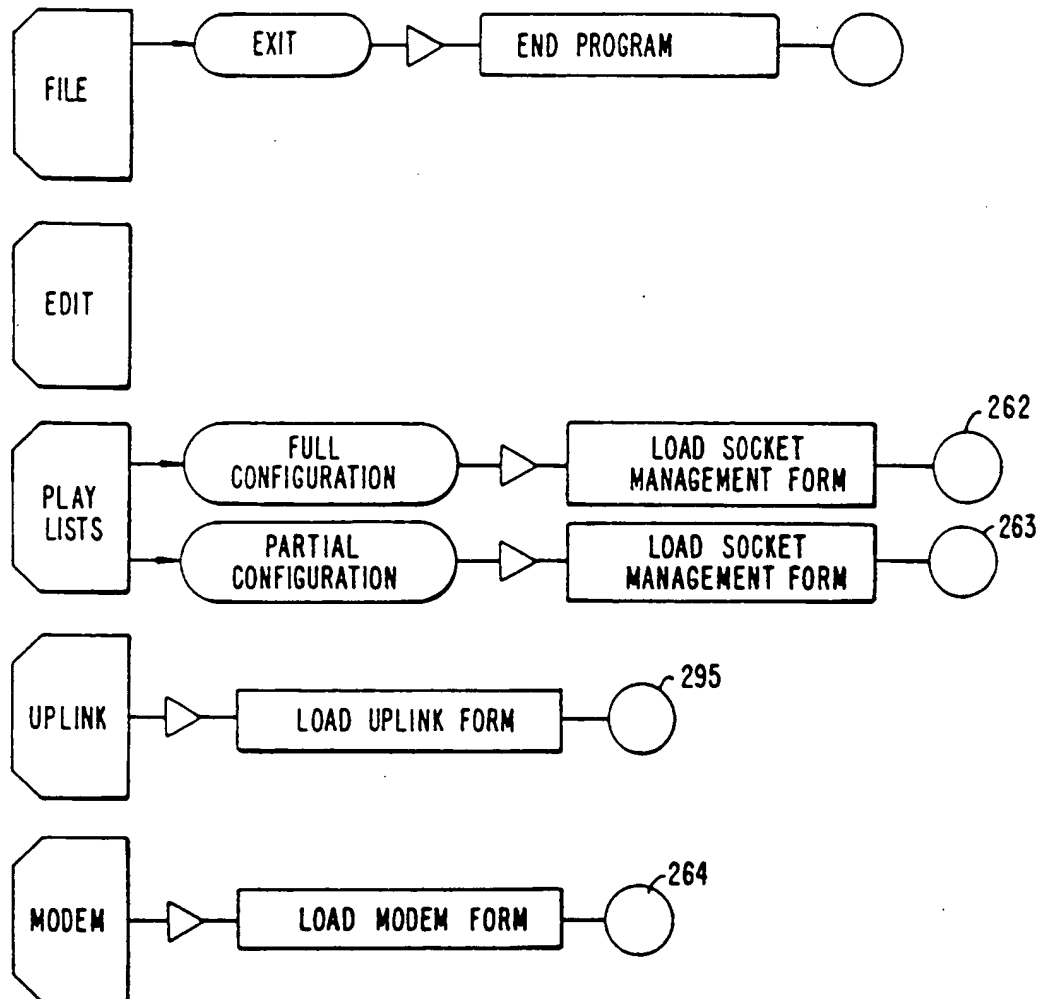 FILE
EXIT
END PROGRAM
EDIT
PLAY
LISTS
FULL
CONFIGURATION
LOAD SOCKET
MANAGEMENT FORM
262
PARTIAL
CONFIGURATION
LOAD SOCKET
MANAGEMENT FORM
263
UPLINK
LOAD UPLINK FORM
295
MODEM
LOAD MODEM FORM
264